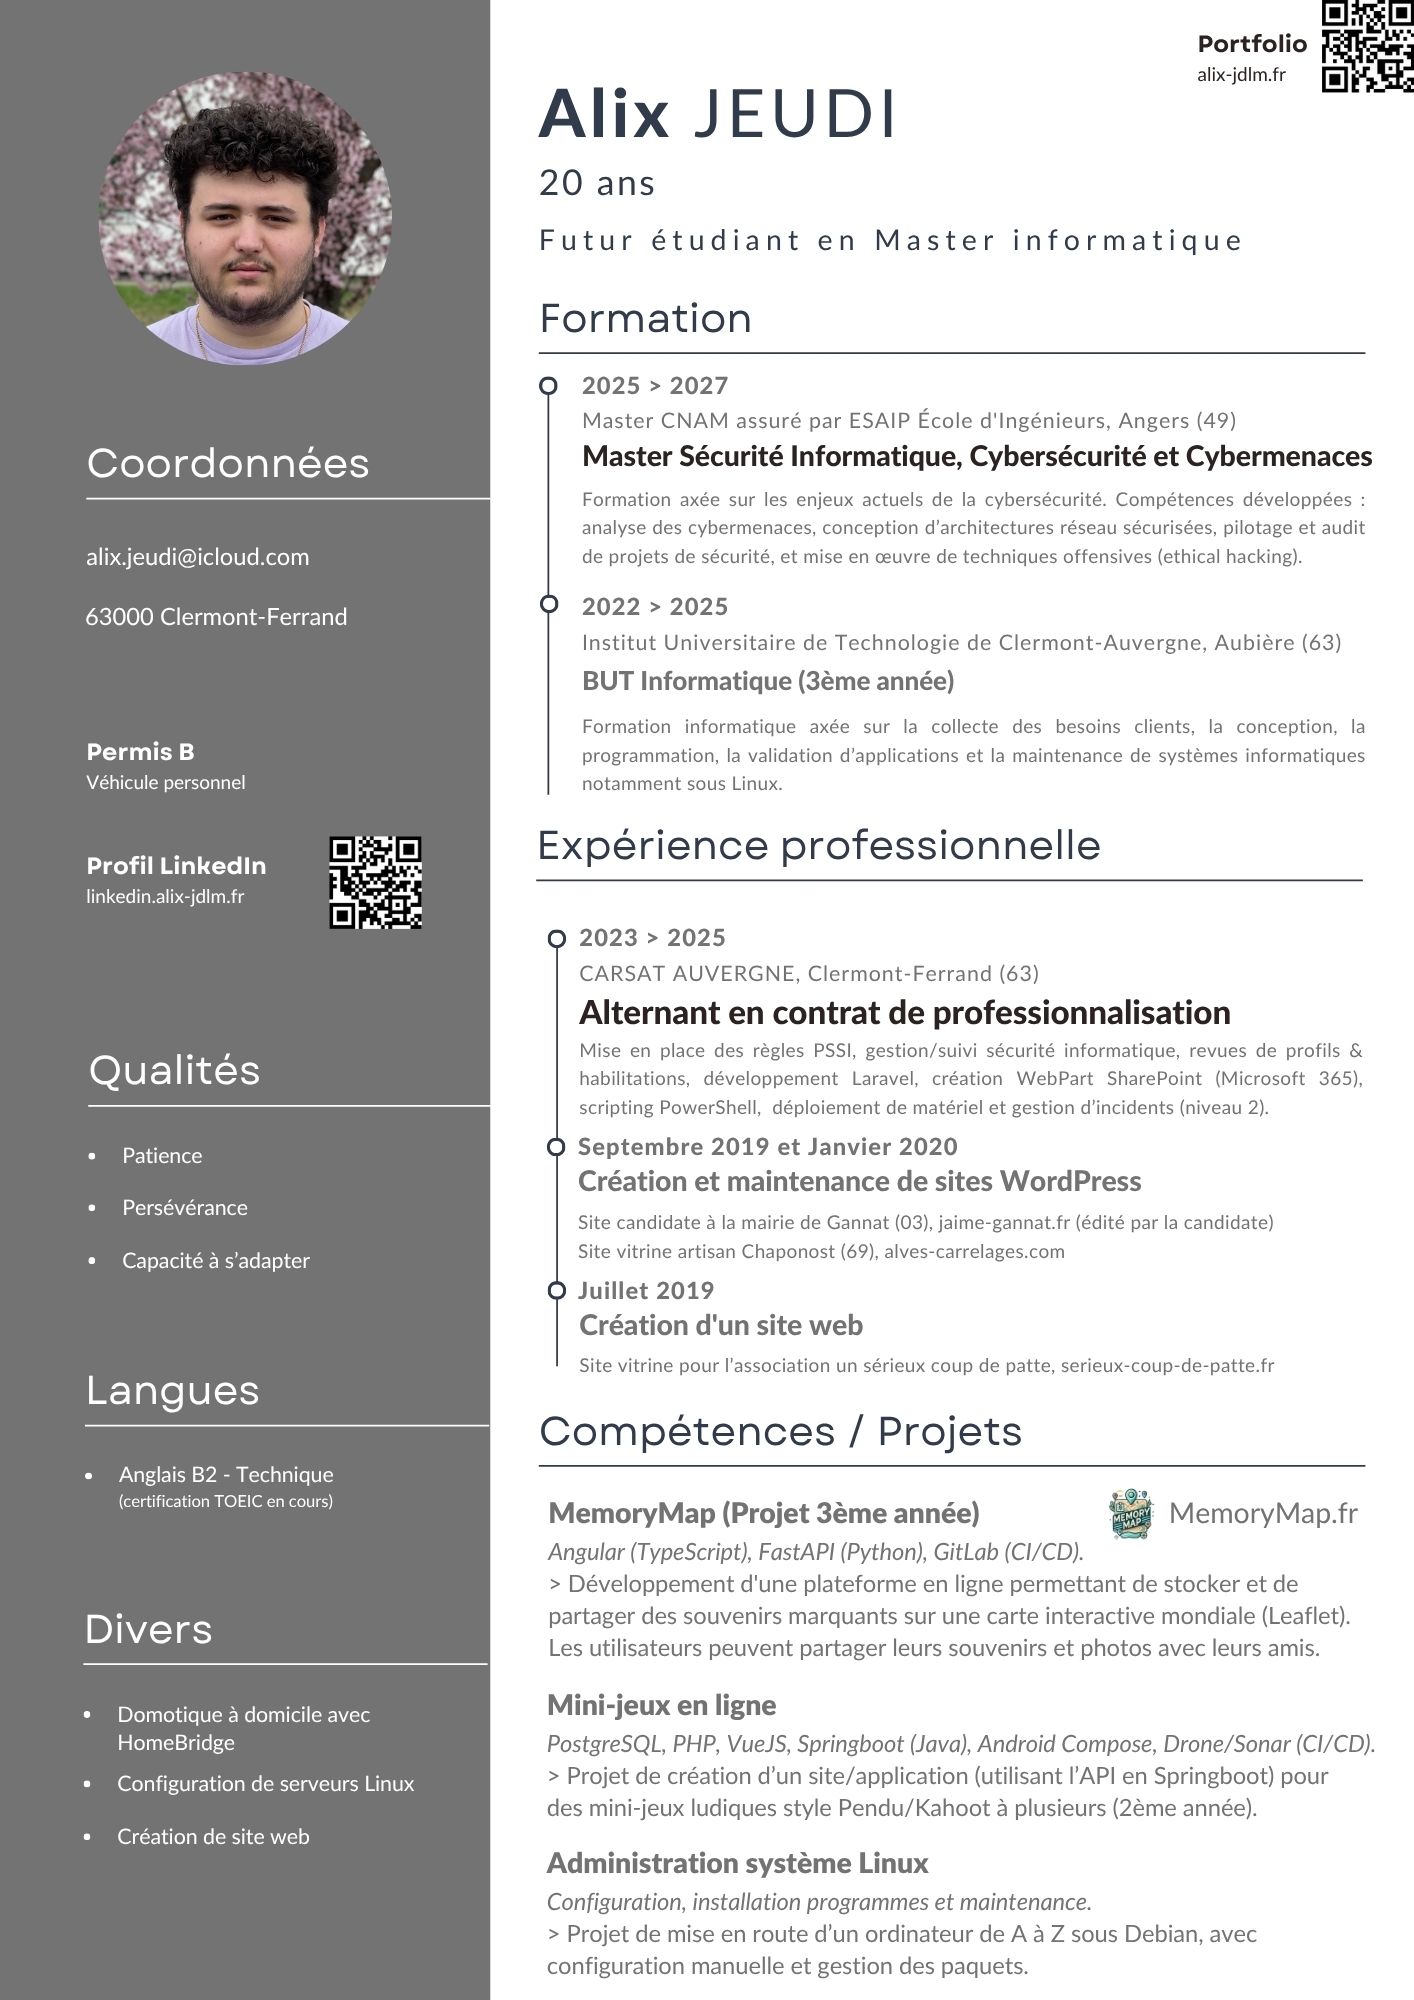 Portfolio
alix-jdlm.fr
Alix JEUDI
20 ans
Futur étudiant en Master informatique
Coordonnées
alix.jeudi@icloud.com
63000 Clermont-Ferrand
Permis B
Véhicule personnel
Profil LinkedIn
linkedin.alix-jdlm.fr
Qualités
• Patience
• Persévérance
• Capacité à s’adapter
Langues
• Anglais B2 - Technique
(certification TOEIC en cours)
Divers
• Domotique à domicile avec
HomeBridge
• Configuration de serveurs Linux
• Création de site web
Formation
2025 > 2027
Master CNAM assuré par ESAIP École d'Ingénieurs, Angers (49)
Master Sécurité Informatique, Cybersécurité et Cybermenaces
Formation axée sur les enjeux actuels de la cybersécurité. Compétences développées :
analyse des cybermenaces, conception d’architectures réseau sécurisées, pilotage et audit
de projets de sécurité, et mise en œuvre de techniques offensives (ethical hacking).
2022 > 2025
Institut Universitaire de Technologie de Clermont-Auvergne, Aubière (63)
BUT Informatique (3ème année)
Formation informatique axée sur la collecte des besoins clients, la conception, la
programmation, la validation d’applications et la maintenance de systèmes informatiques
notamment sous Linux.
Expérience professionnelle
2023 > 2025
CARSAT AUVERGNE, Clermont-Ferrand (63)
Alternant en contrat de professionnalisation
Mise en place des règles PSSI, gestion/suivi sécurité informatique, revues de profils &
habilitations, développement Laravel, création WebPart SharePoint (Microsoft 365),
scripting PowerShell, déploiement de matériel et gestion d’incidents (niveau 2).
Septembre 2019 et Janvier 2020
Création et maintenance de sites WordPress
Site candidate à la mairie de Gannat (03), jaime-gannat.fr (édité par la candidate)
Site vitrine artisan Chaponost (69), alves-carrelages.com
Juillet 2019
Création d'un site web
Site vitrine pour l’association un sérieux coup de patte, serieux-coup-de-patte.fr
Compétences / Projets
MemoryMap (Projet 3ème année)
MEMORY MAP
MemoryMap.fr
Angular (TypeScript), FastAPI (Python), GitLab (CI/CD).
> Développement d'une plateforme en ligne permettant de stocker et de
partager des souvenirs marquants sur une carte interactive mondiale (Leaflet).
Les utilisateurs peuvent partager leurs souvenirs et photos avec leurs amis.
Mini-jeux en ligne
PostgreSQL, PHP, VueJS, Springboot (Java), Android Compose, Drone/Sonar (CI/CD).
> Projet de création d’un site/application (utilisant l’API en Springboot) pour
des mini-jeux ludiques style Pendu/Kahoot à plusieurs (2ème année).
Administration système Linux
Configuration, installation programmes et maintenance.
> Projet de mise en route d’un ordinateur de A à Z sous Debian, avec
configuration manuelle et gestion des paquets.